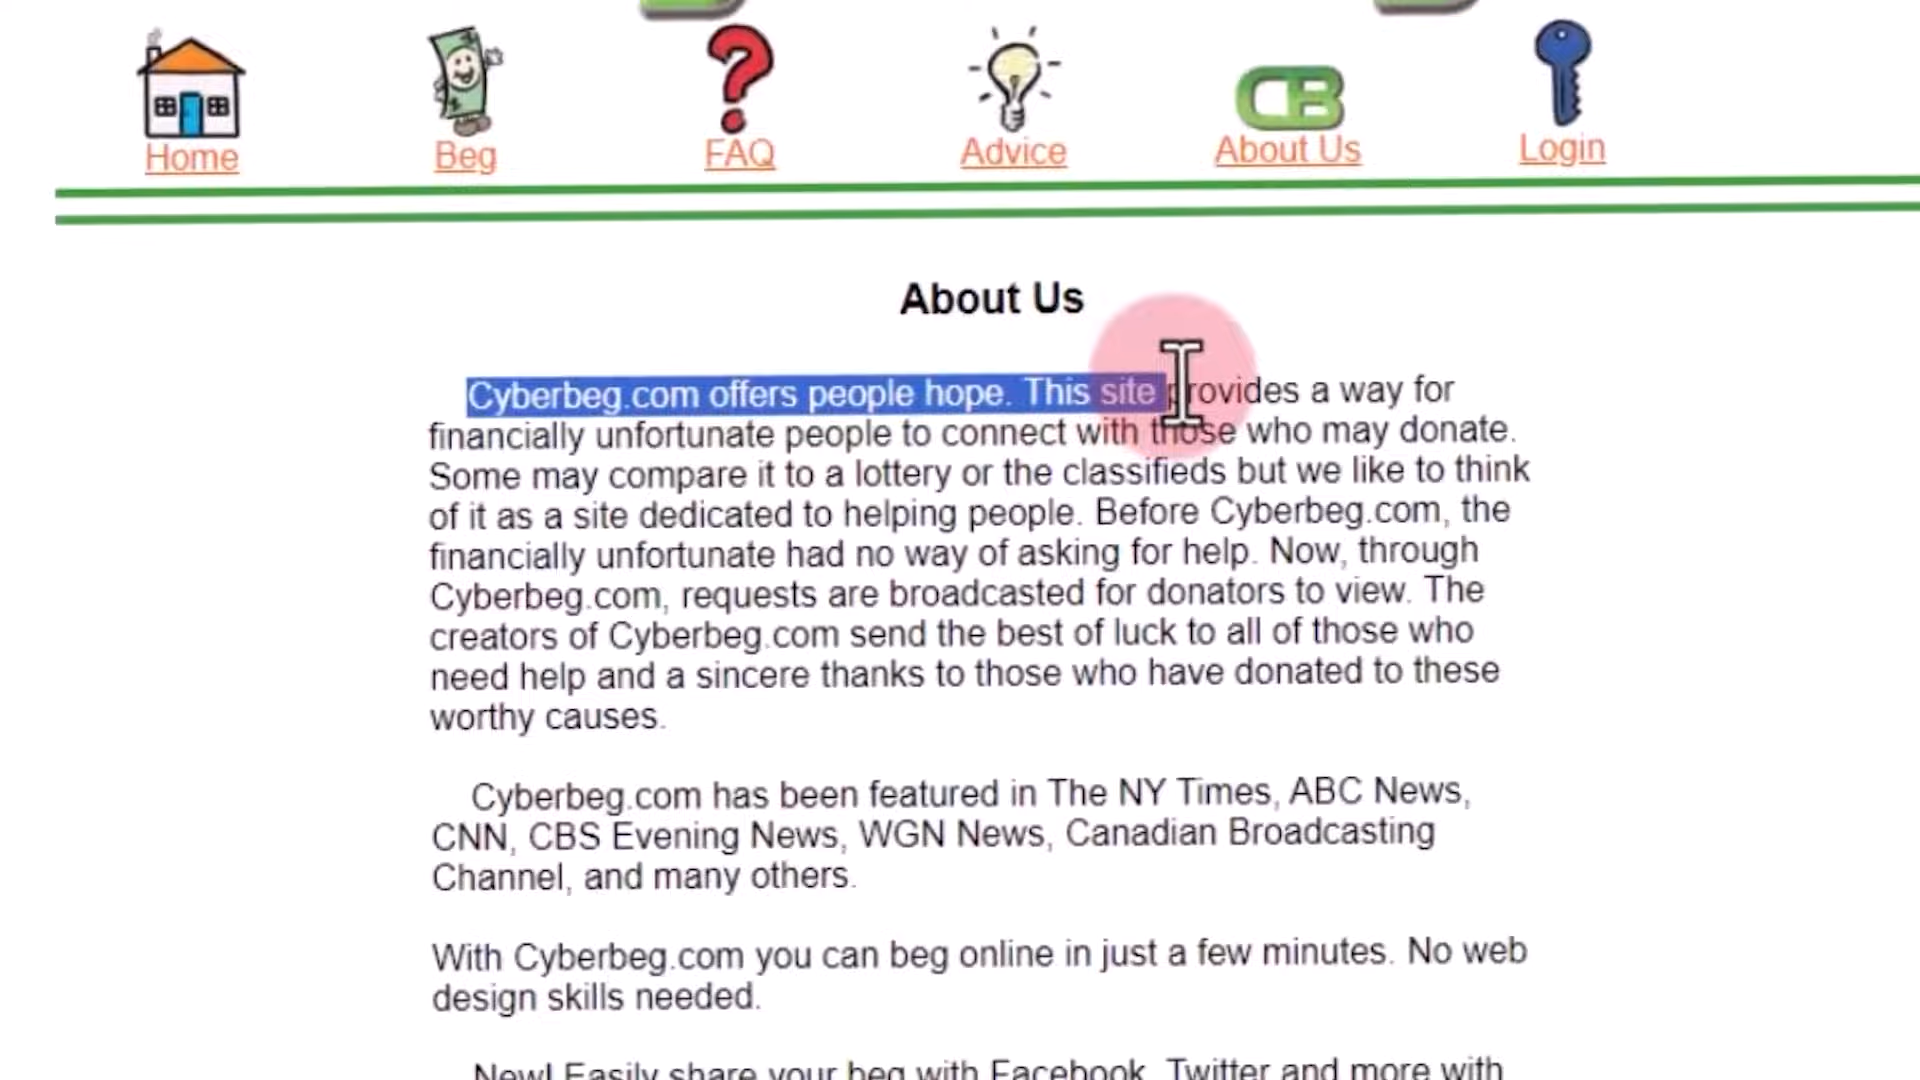 Home Beg FAQ Advice CB About Us Login
About Us
Cyberbeg.com offers people hope. This site provides a way for
financially unfortunate people to connect with those who may donate.
Some may compare it to a lottery or the classifieds but we like to think
of it as a site dedicated to helping people. Before Cyberbeg.com, the
financially unfortunate had no way of asking for help. Now, through
Cyberbeg.com, requests are broadcasted for donators to view. The
creators of Cyberbeg.com send the best of luck to all of those who
need help and a sincere thanks to those who have donated to these
worthy causes.
Cyberbeg.com has been featured in The NY Times, ABC News,
CNN, CBS Evening News, WGN News, Canadian Broadcasting
Channel, and many others.
With Cyberbeg.com you can beg online in just a few minutes. No web
design skills needed.
New! Easily share your beg with Facebook, Twitter and more with